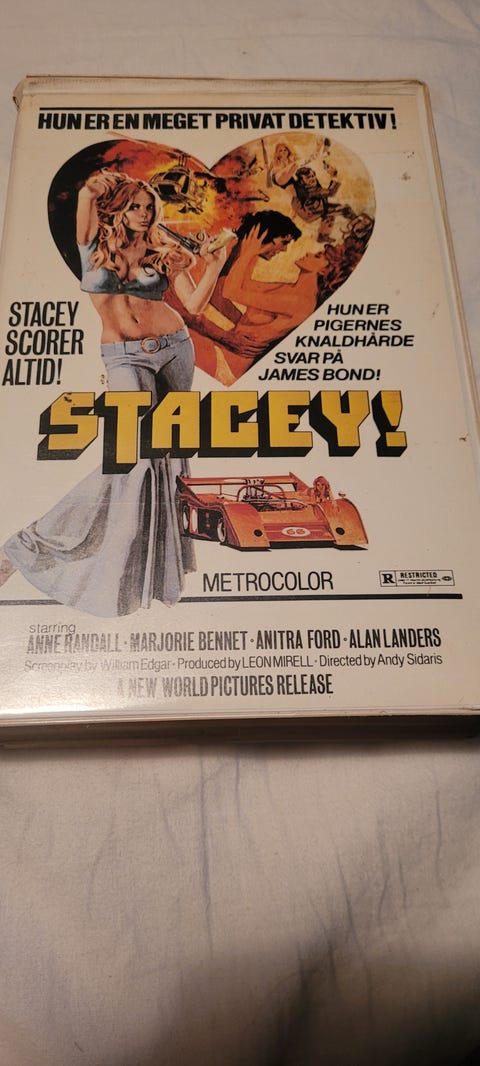 HUN ER EN MEGET PRIVAT DETEKTIV!
STACEY
SCORER
ALTID!
HUN ER
PIGERNES
KNALDHÅRDE
SVAR PÅ
JAMES BOND!
STACEY!
66
METROCOLOR
R RESTRICTED
starring
ANNE RANDALL · MARJORIE BENNET · ANITRA FORD · ALAN LANDERS
Screenplay by William Edgar · Produced by LEON MIRELL · Directed by Andy Sidaris
A NEW WORLD PICTURES RELEASE